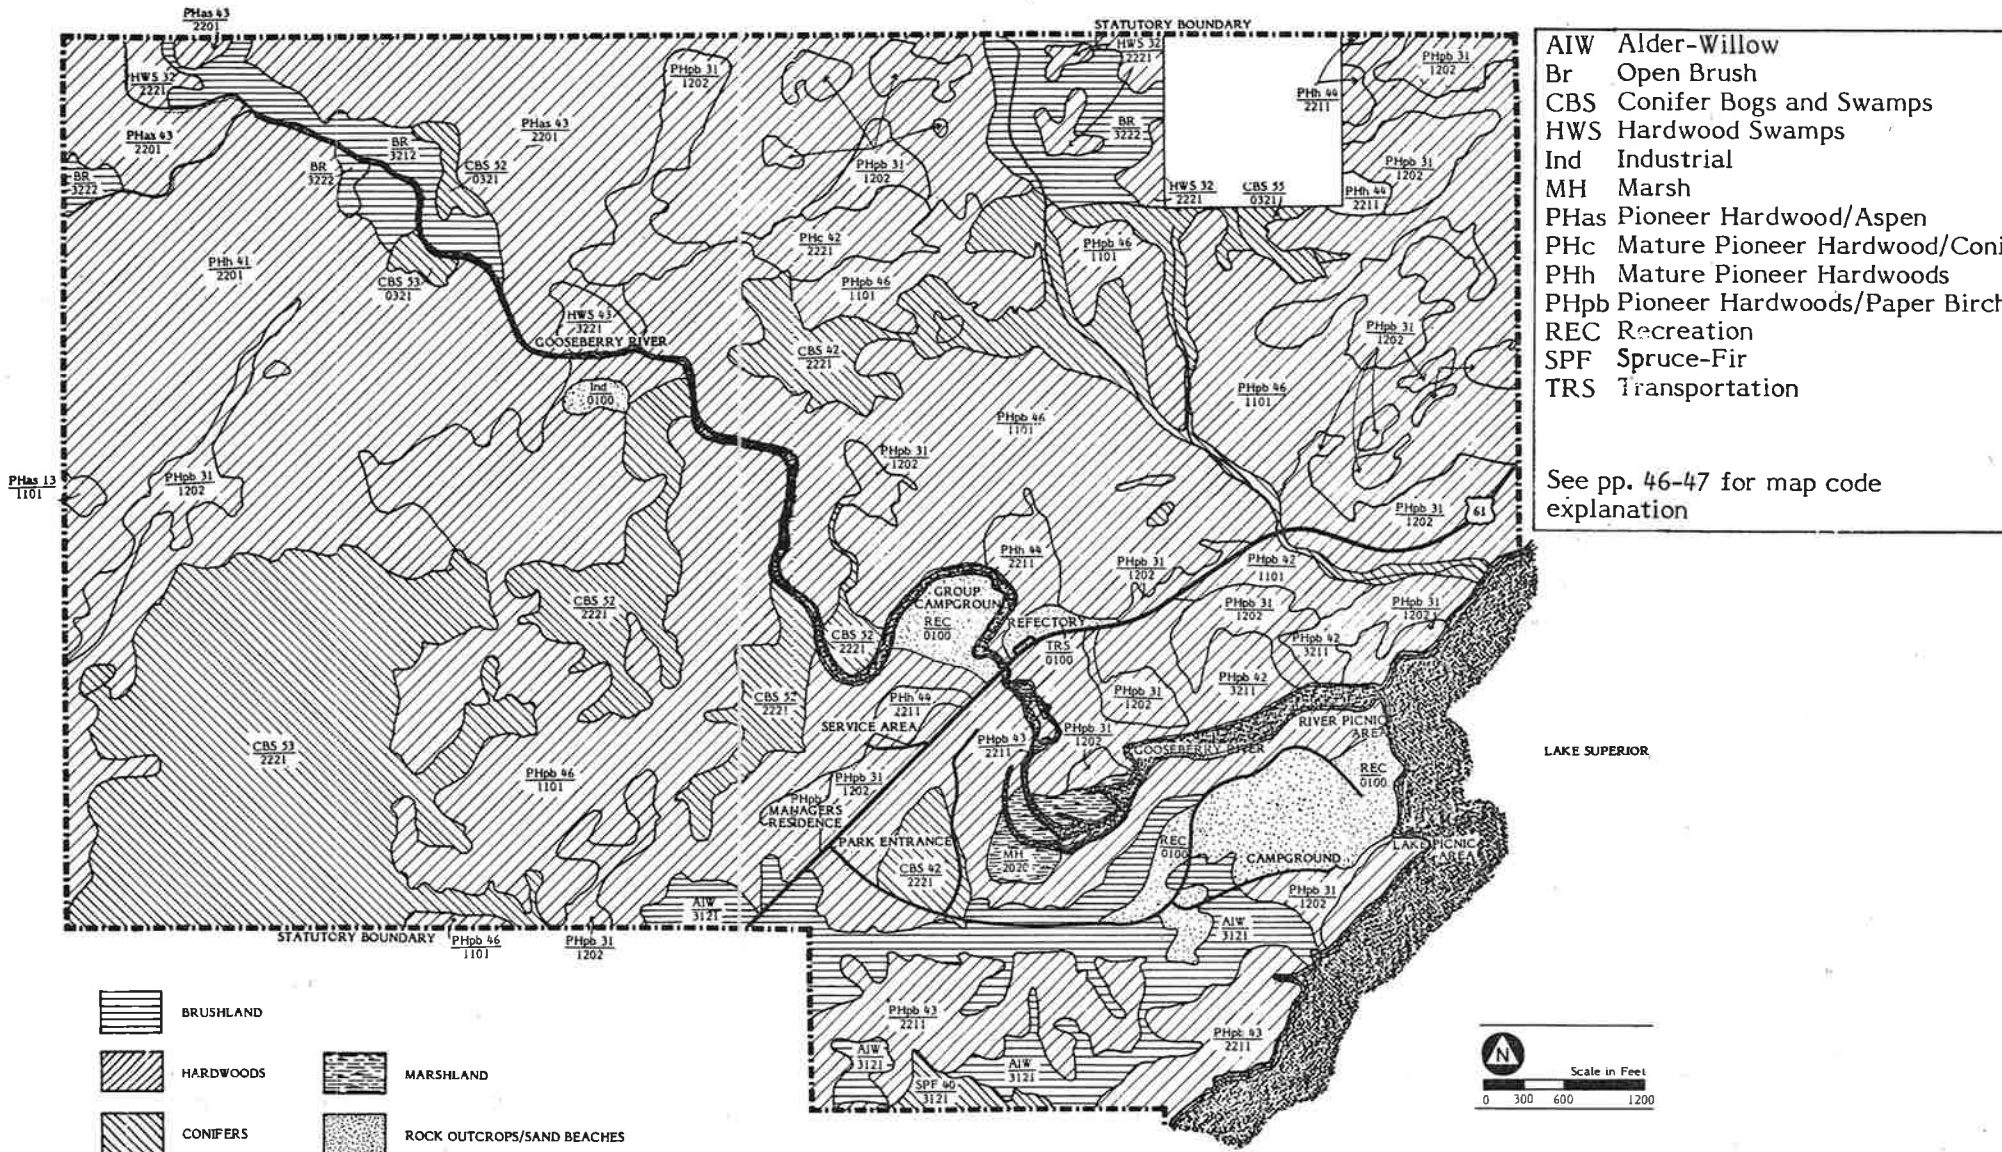 PHas 43
2201
STATUTORY BOUNDARY
HWS 32
2221
HWS 32
2221
PHpb 31
1202
PHpb 31
1202
PHh 44
2211
PHas 43
2201
PHas 43
2201
BR
3212
BR
3222
BR
3222
CBS 52
0321
BR
3222
PHpb 31
1202
PHpb 31
1202
HWS 32
2221
CBS 55
0321
PHh 44
2211
PHc 42
2221
PHpb 46
1101
PHh 41
2201
CBS 53
0321
PHpb 46
1101
HWS 43
3221
GOOSEBERRY RIVER
CBS 42
2221
PHpb 31
1202
Ind
0100
PHpb 46
1101
PHpb 46
1101
PHas 13
1101
PHpb 31
1202
PHpb 31
1202
PHpb 31
1202
61
PHh 44
2211
PHpb 31
1202
PHpb 42
1101
CBS 52
2221
GROUP
CAMPGROUN
REC
0100
REFECTORY
PHpb 31
1202
PHpb 31
1202
CBS 52
2221
TRS
0100
PHpb 42
3211
CBS 52
2221
PHh 44
2211
PHpb 31
1202
PHpb 42
3211
SERVICE AREA
PHpb 43
2211
PHpb 31
1202
GOOSEBERRY RIVER
RIVER PICNIC
AREA
CBS 53
2221
PHpb 46
1101
PHpb 31
1202
REC
0100
LAKE SUPERIOR
PHpb
MANAGERS
RESIDENCE
PARK ENTRANCE
CBS 42
2221
MH
2020
REC
0100
CAMPGROUND
LAKE PICNIC
AREA
PHpb 31
1202
AIW
3121
AIW
3121
STATUTORY BOUNDARY
PHpb 46
1101
PHpb 31
1202
PHpb 43
2211
PHpb 43
2211
AIW
3121
AIW
3121
SPF 40
3121
AIW Alder-Willow
Br Open Brush
CBS Conifer Bogs and Swamps
HWS Hardwood Swamps
Ind Industrial
MH Marsh
PHas Pioneer Hardwood/Aspen
PHc Mature Pioneer Hardwood/Coni
PHh Mature Pioneer Hardwoods
PHpb Pioneer Hardwoods/Paper Birch
REC Recreation
SPF Spruce-Fir
TRS Transportation
See pp. 46-47 for map code
explanation
BRUSHLAND
HARDWOODS
MARSHLAND
CONIFERS
ROCK OUTCROPS/SAND BEACHES
N
Scale in Feet
0 300 600 1200